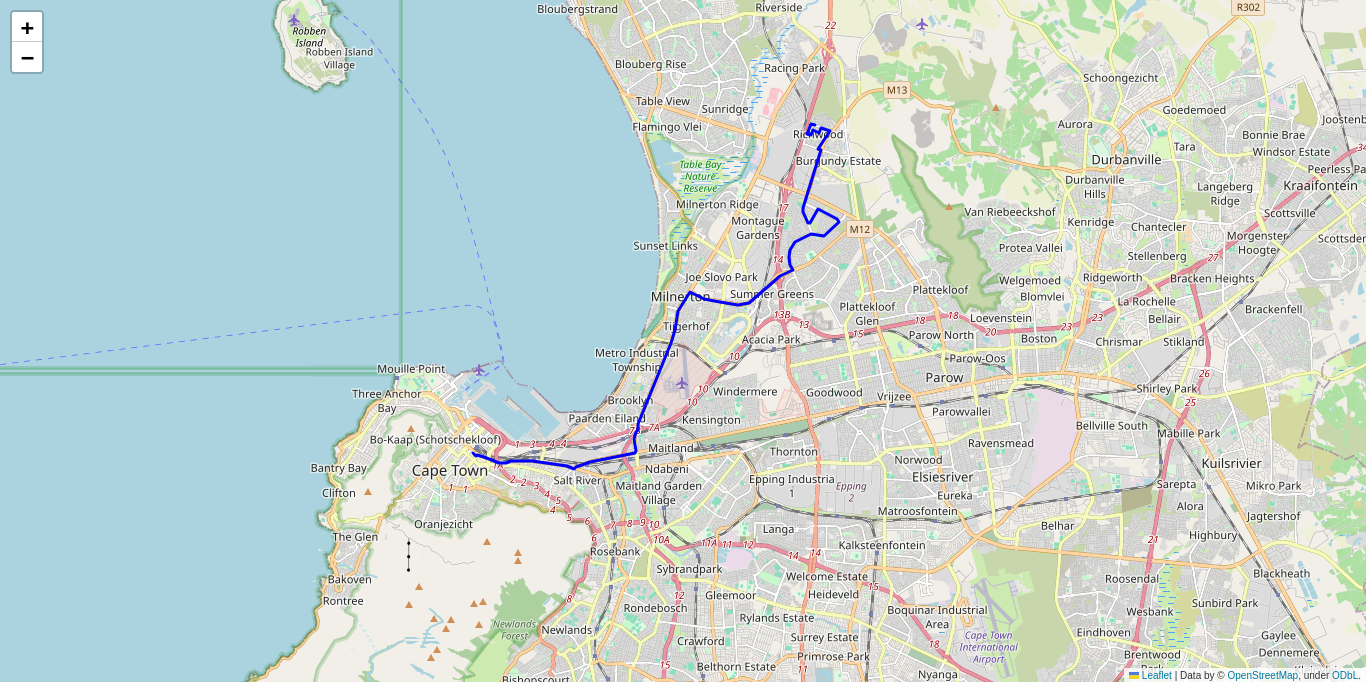 +
−
Robben
Island
Robben Island
Village
Bloubergstrand
Riverside
22
R302
Blouberg Rise
Racing Park
M13
Schoongezicht
Table View
Sunridge
Goedemoed
Flamingo Vlei
Aurora
Joostenb
Bonnie Brae
Tara
Windsor Estate
34
Burgundy Estate
Durbanville
Table Bay
Nature
Reserve
Peerless Pa
Durbanville
Hills
Langeberg
Ridge
Kraaifontein
Milnerton Ridge
17
Van Riebeeckshof
Scottsville
Montague
Gardens
Kenridge
Chantecler
M12
Morgenster
Hoogte
Scottsden
Sunset Links
Protea Vallei
Stellenberg
14
27
Joe Slovo Park
Welgemoed
Ridgeworth
Bracken Heights
Milnerton
Summer Greens
Plattekloof
Blomvlei
La Rochelle
Plattekloof
Glen
Brackenfell
13B
13
18
18
20
23
Loevenstein
Bellair
Tijgerhof
15
Parow North
Boston
Chrismar
Stikland
Acacia Park
Metro Industrial
Township
10
Parow-Oos
26
Mouille Point
Parow
Shirley Park
Three Anchor
Bay
10
Windermere
Goodwood
Vrijzee
Brooklyn
10
25
Paarden Eiland
Kensington
Parowvallei
7A
7A
Bellville South
Mabille Park
Bo-Kaap (Schotschekloof)
1
3
4
4
Maitland
Thornton
Ravensmead
Kuilsrivier
Bantry Bay
Cape Town
Ndabeni
Norwood
Salt River
Epping Industria
1
Elsiesriver
Sarepta
Mikro Park
Clifton
1
1
2
2
3
4
5
5
6
Maitland Garden
Village
Epping
2
Eureka
Alora
Matroosfontein
Jagtershof
Oranjezicht
7
8
9
10
Langa
Belhar
The Glen
6
10A
11A
11
12
14
14
Kalksteenfontein
21
Highbury
Rosebank
Sybrandpark
Bakoven
Welcome Estate
Roosendal
Blackheath
Rontree
8
12
Gleemoor
Heideveld
Rondebosch
Boquinar Industrial
Area
Wesbank
Sunbird Park
Rylands Estate
Newlands
Forest
Newlands
Crawford
Surrey Estate
Cape Town
International
Airport
Eindhoven
Gaylee
Primrose Park
Brentwood
Park
Dennemere
15
Belthorn Estate
Bishopscourt
Nyanga
Leaflet | Data by © OpenStreetMap, under ODbL.